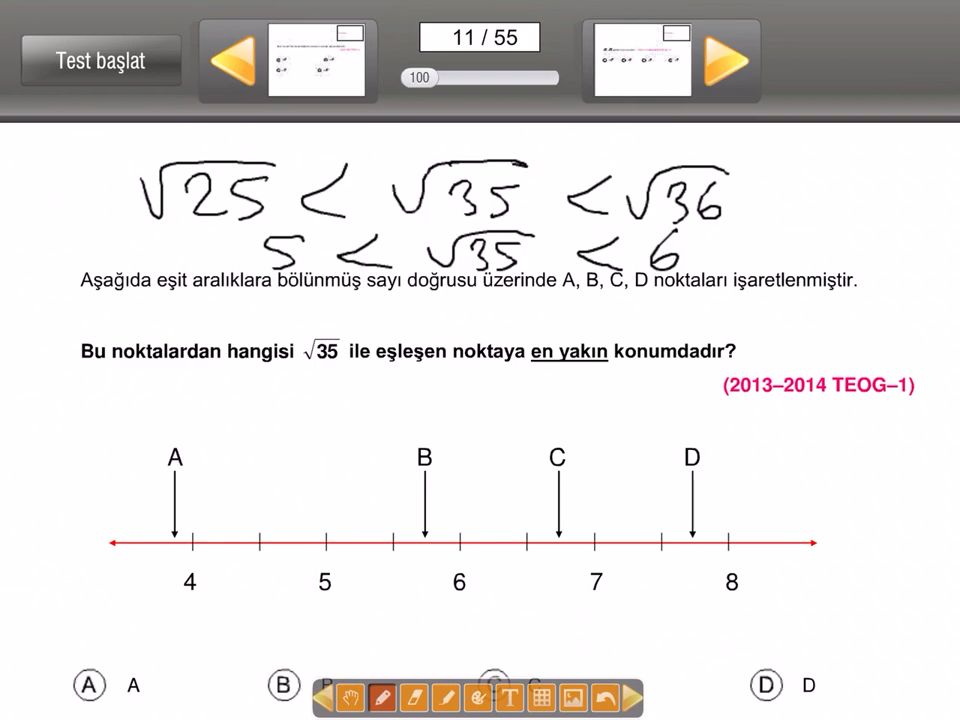 Test başlat
11 / 55
100
√25 < √35 < √36
5 < √35 < 6
Aşağıda eşit aralıklara bölünmüş sayı doğrusu üzerinde A, B, C, D noktaları işaretlenmiştir.
Bu noktalardan hangisi √35 ile eşleşen noktaya en yakın konumdadır?
(2013–2014 TEOG–1)
A B C D
4 5 6 7 8
A A B C D D
T